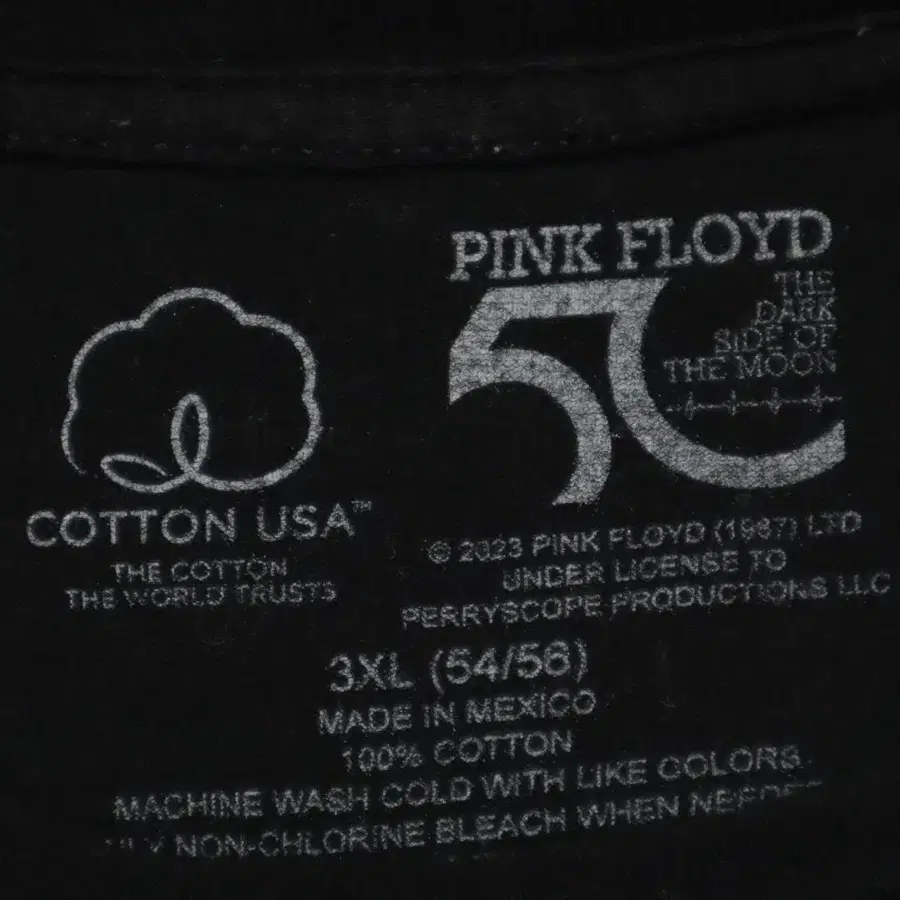 PINK FLOYD
50
THE
DARK
SIDE OF
THE MOON
COTTON USA™
THE COTTON
THE WORLD TRUSTS
© 2023 PINK FLOYD (1987) LTD
UNDER LICENSE TO
PERRYSCOPE PRODUCTIONS LLC
3XL (54/56)
MADE IN MEXICO
100% COTTON
MACHINE WASH COLD WITH LIKE COLORS.
NON-CHLORINE BLEACH WHEN